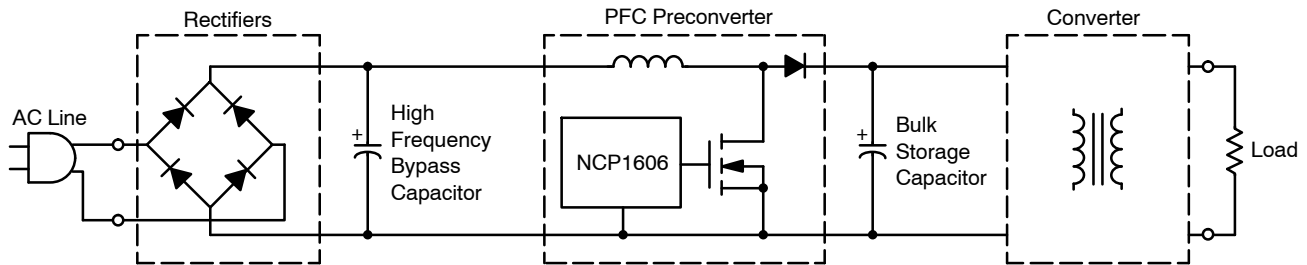 Rectifiers
PFC Preconverter
Converter
AC Line
+
High
Frequency
Bypass
Capacitor
NCP1606
+
Bulk
Storage
Capacitor
Load